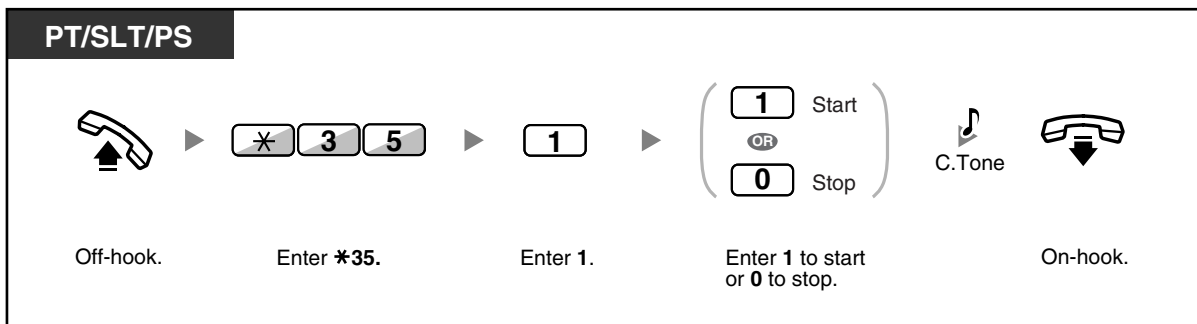 PT/SLT/PS
* 3 5
1
1 Start
OR
0 Stop
C.Tone
Off-hook.
Enter *35.
Enter 1.
Enter 1 to start
or 0 to stop.
On-hook.